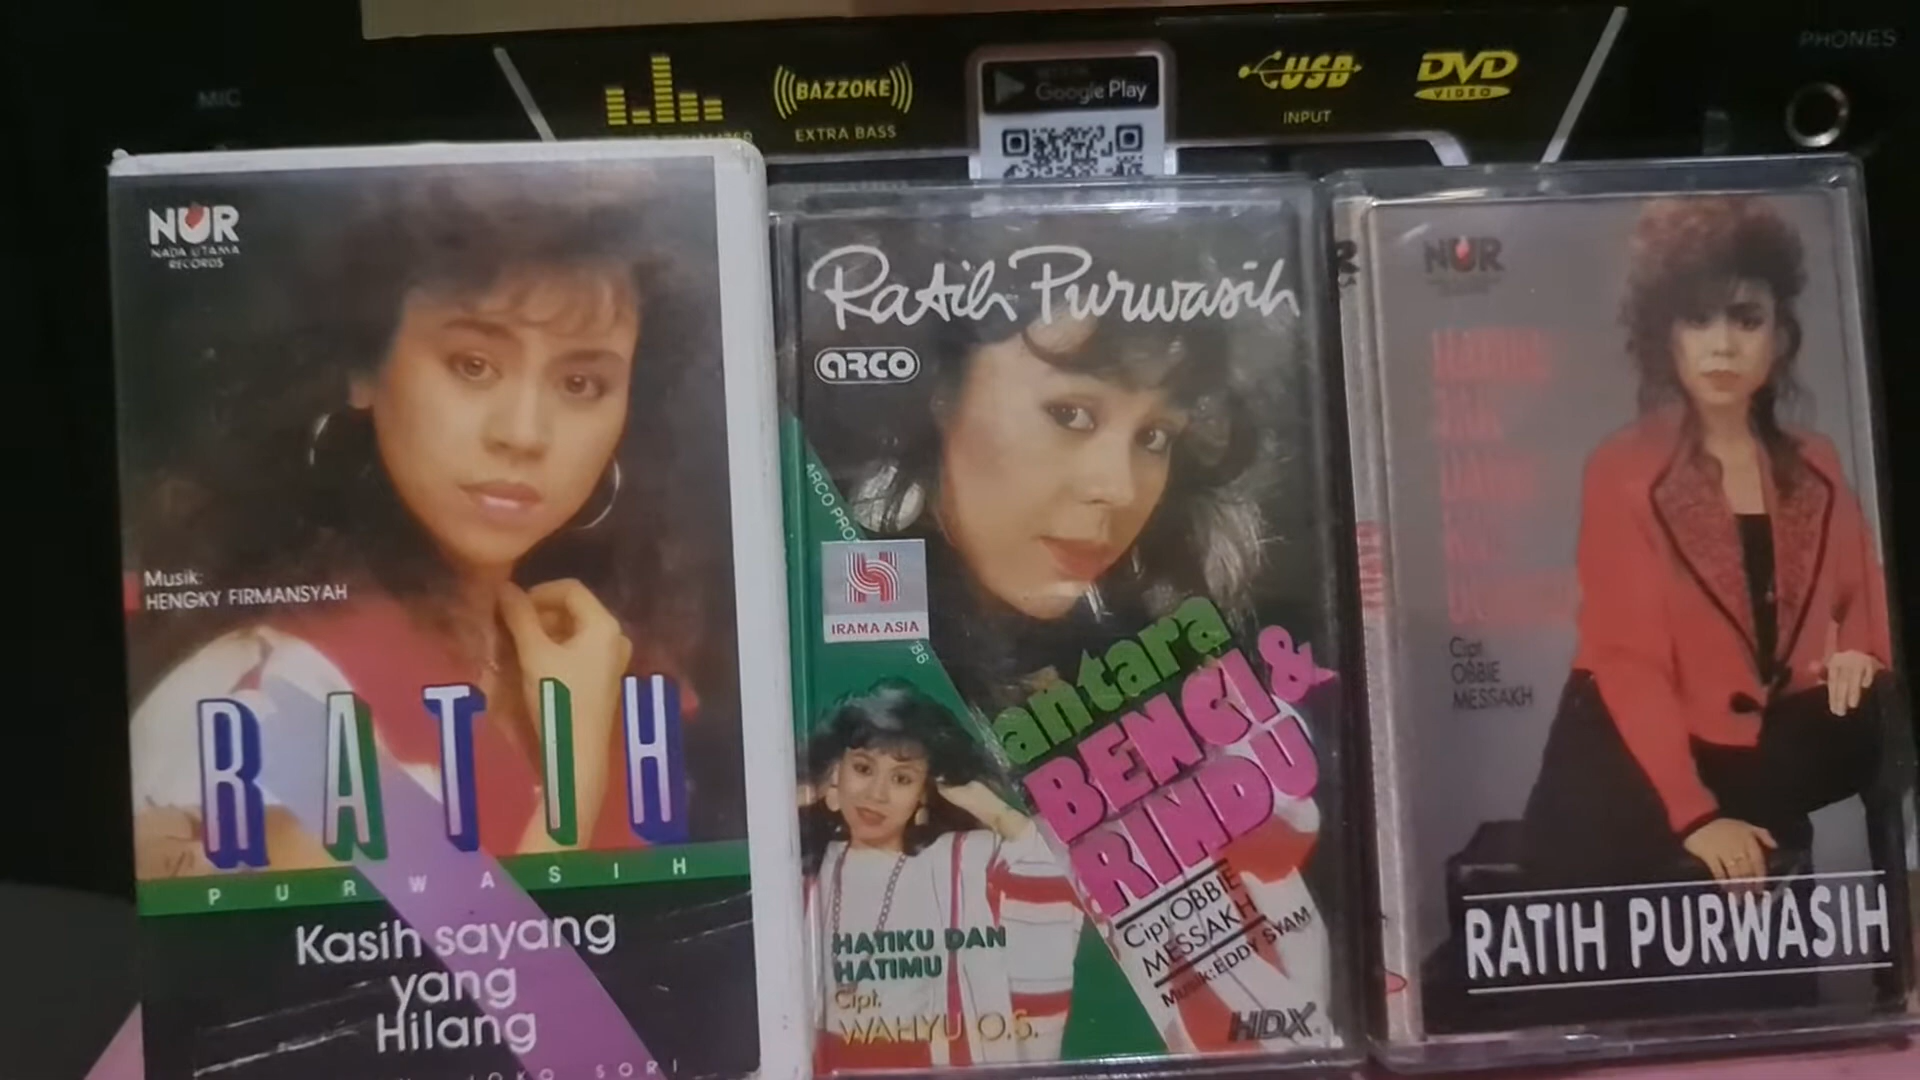 MIC
BAZZOKE
EXTRA BASS
Google Play
USB
INPUT
DVD
VIDEO
PHONES
NUR
NADA UTAMA
RECORDS
Musik:
HENGKY FIRMANSYAH
RATIH
PURWASIH
Kasih sayang
yang
Hilang
Ratih Purwasih
ARCO
IRAMA ASIA
antara
BENCI &
RINDU
Cipt. OBBIE
MESSAKH
Musik: EDDY SYAM
HATIKU DAN
HATIMU
Cipt.
WAHYU O.S.
HDX
NUR
Cipt.
OBBIE
MESSAKH
RATIH PURWASIH